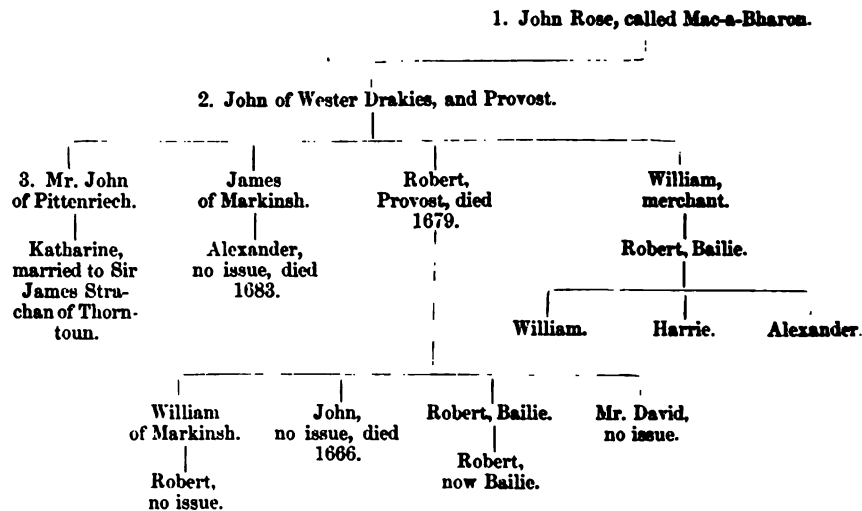 1. John Rose, called Mac-a-Bharon.
2. John of Wester Drakies, and Provost.
3. Mr. John
of Pittenriech.
James
of Markinsh.
Robert,
Provost, died
1679.
William,
merchant.
Katharine,
married to Sir
James Stra-
chan of Thorn-
toun.
Alexander,
no issue, died
1683.
Robert, Bailie.
William.
Harrie.
Alexander.
William
of Markinsh.
John,
no issue, died
1666.
Robert, Bailie.
Mr. David,
no issue.
Robert,
no issue.
Robert,
now Bailie.